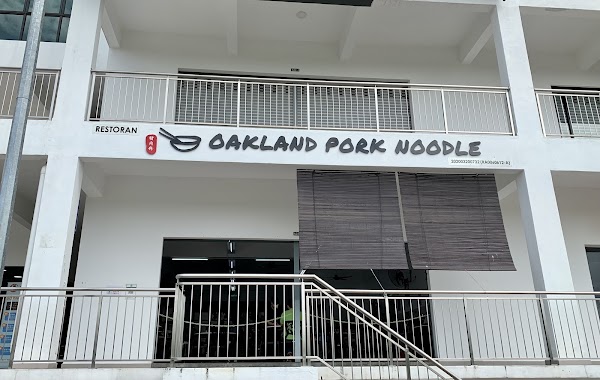 RESTORAN
OAKLAND PORK NOODLE